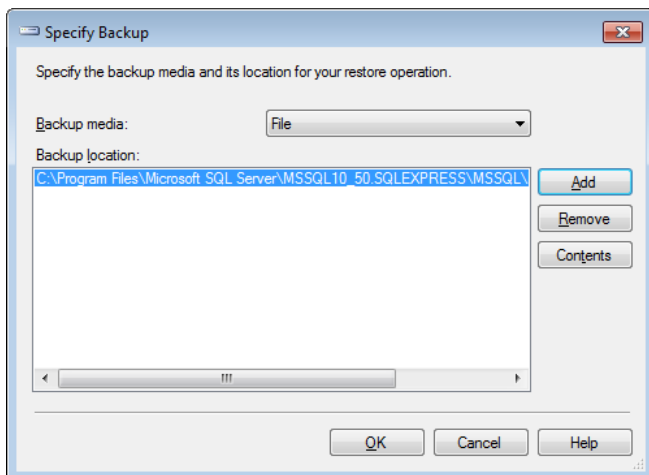 Specify Backup
Specify the backup media and its location for your restore operation.
Backup media:
File
Backup location:
C:\Program Files\Microsoft SQL Server\MSSQL10_50.SQLEXPRESS\MSSQL\
Add
Remove
Contents
OK
Cancel
Help